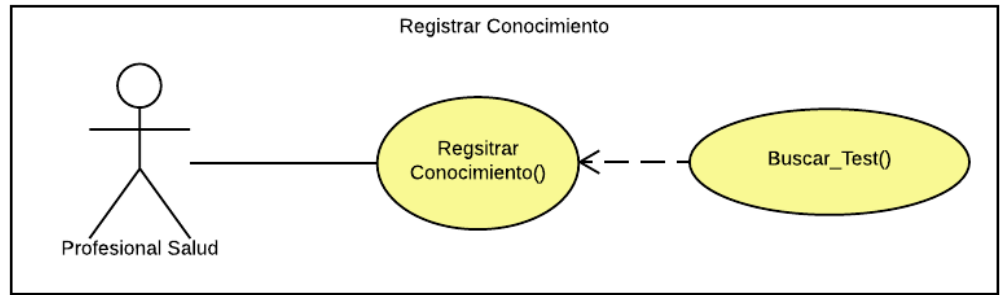 Registrar Conocimiento
Regsitrar
Conocimiento()
Buscar_Test()
Profesional Salud